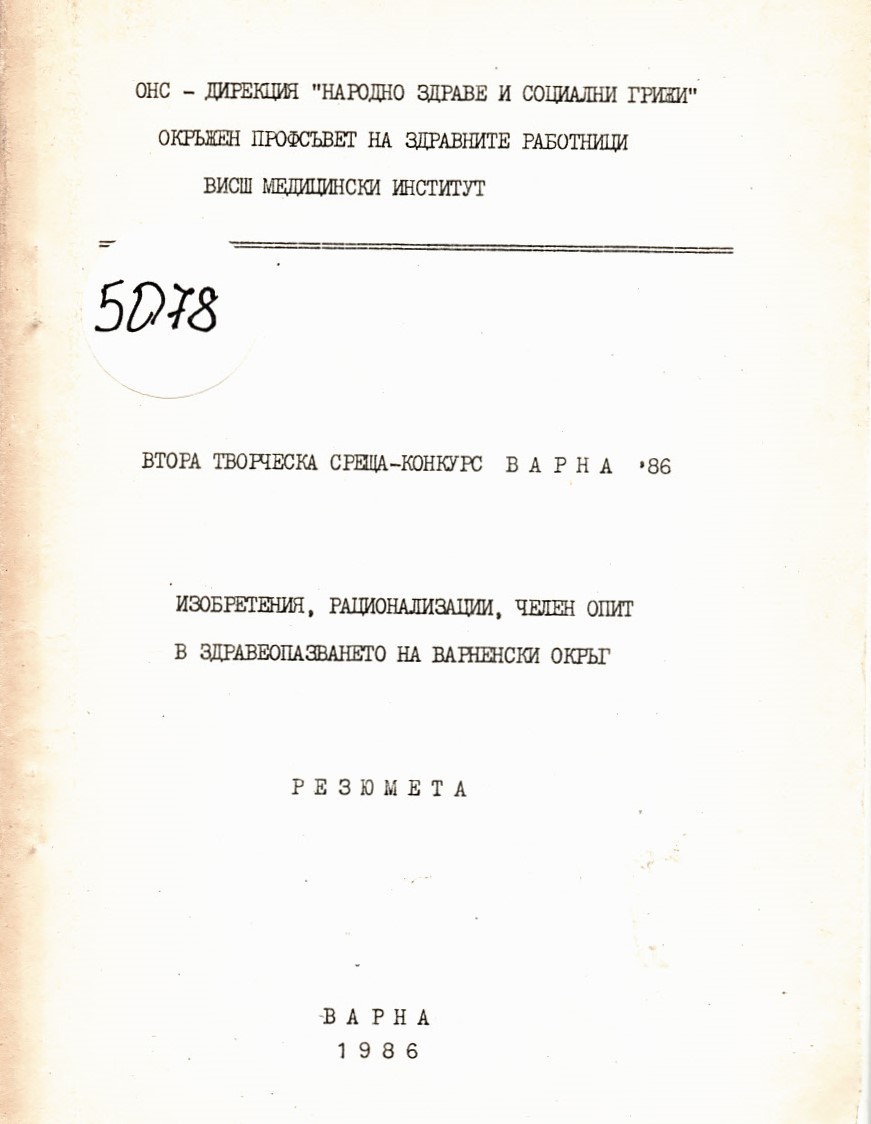 ОНС - ДИРЕКЦИЯ "НАРОДНО ЗДРАВЕ И СОЦИАЛНИ ГРИЖИ"
ОКРЪЖЕН ПРОФСЪВЕТ НА ЗДРАВНИТЕ РАБОТНИЦИ
ВИСШ МЕДИЦИНСКИ ИНСТИТУТ
5078
ВТОРА ТВОРЧЕСКА СРЕЩА-КОНКУРС В А Р Н А '86
ИЗОБРЕТЕНИЯ, РАЦИОНАЛИЗАЦИИ, ЧЕЛЕН ОПИТ
В ЗДРАВЕОПАЗВАНЕТО НА ВАРНЕНСКИ ОКРЪГ
Р Е З Ю М Е Т А
В А Р Н А
1 9 8 6